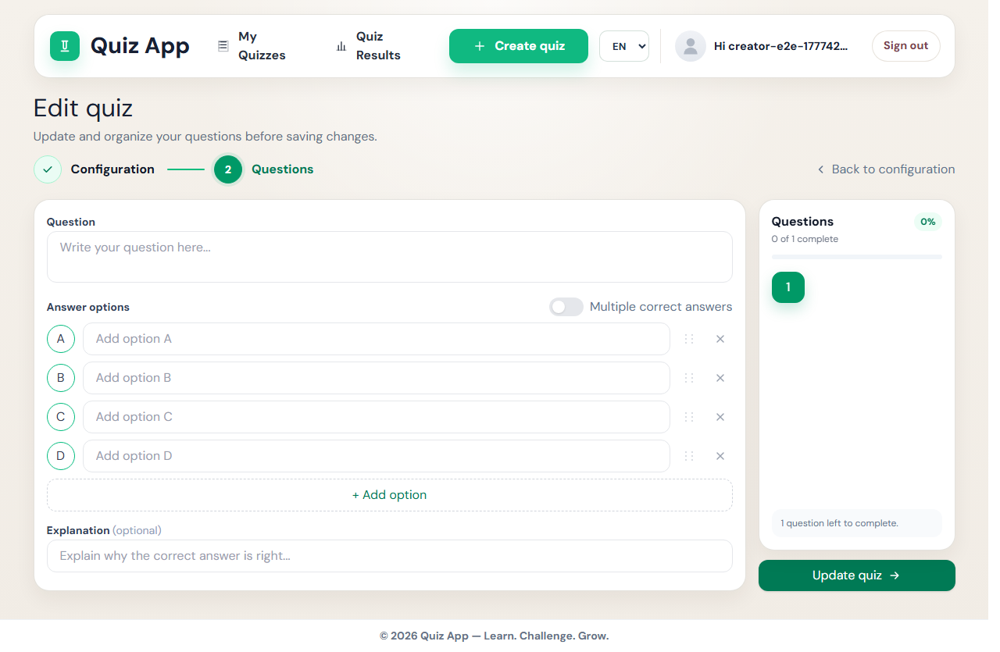 Quiz App
My
Quizzes
Quiz
Results
+ Create quiz
EN
Hi creator-e2e-177742...
Sign out
Edit quiz
Update and organize your questions before saving changes.
Configuration
2 Questions
Back to configuration
Question
Write your question here...
Answer options
Multiple correct answers
A Add option A
B Add option B
C Add option C
D Add option D
+ Add option
Explanation (optional)
Explain why the correct answer is right...
Questions 0%
0 of 1 complete
1
1 question left to complete.
Update quiz →
© 2026 Quiz App — Learn. Challenge. Grow.